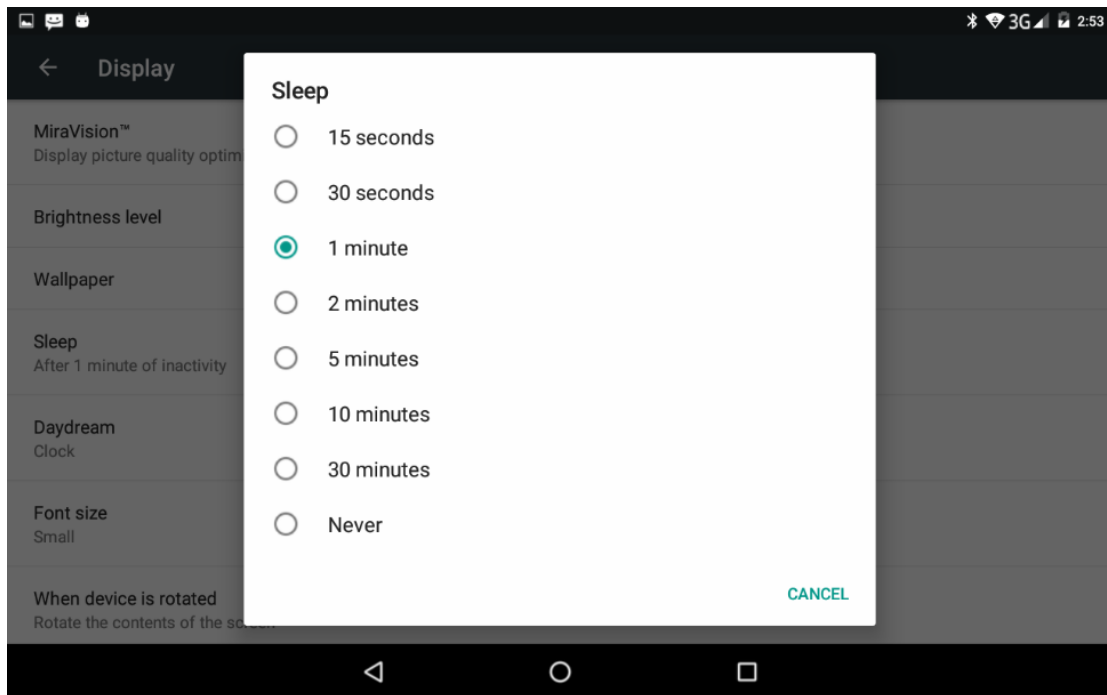 3G 2:53
Display
MiraVision™
Display picture quality optim
Brightness level
Wallpaper
Sleep
After 1 minute of inactivity
Daydream
Clock
Font size
Small
When device is rotated
Rotate the contents of the screen
Sleep
15 seconds
30 seconds
1 minute
2 minutes
5 minutes
10 minutes
30 minutes
Never
CANCEL